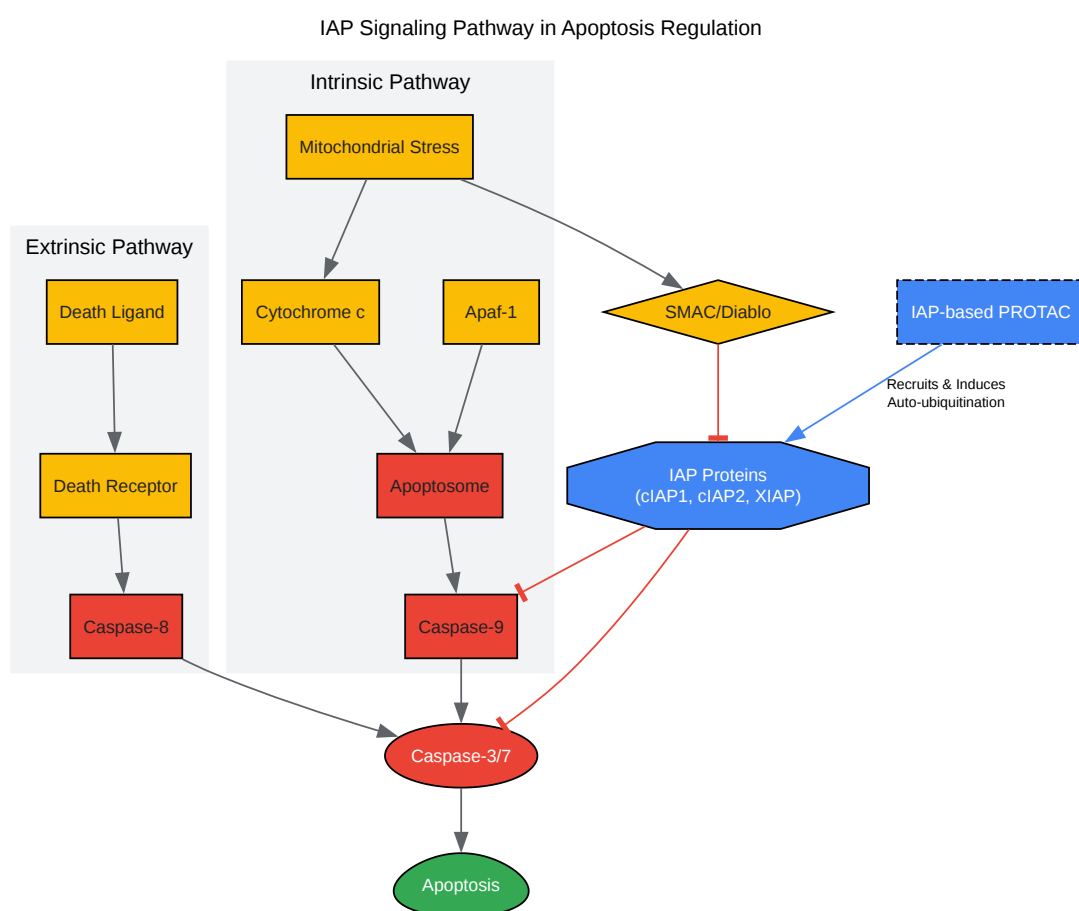 IAP Signaling Pathway in Apoptosis Regulation
Intrinsic Pathway
Mitochondrial Stress
Extrinsic Pathway
Death Ligand
Cytochrome c
Apaf-1
SMAC/Diablo
IAP-based PROTAC
Recruits & Induces
Auto-ubiquitination
Death Receptor
Apoptosome
IAP Proteins
(cIAP1, cIAP2, XIAP)
Caspase-8
Caspase-9
Caspase-3/7
Apoptosis